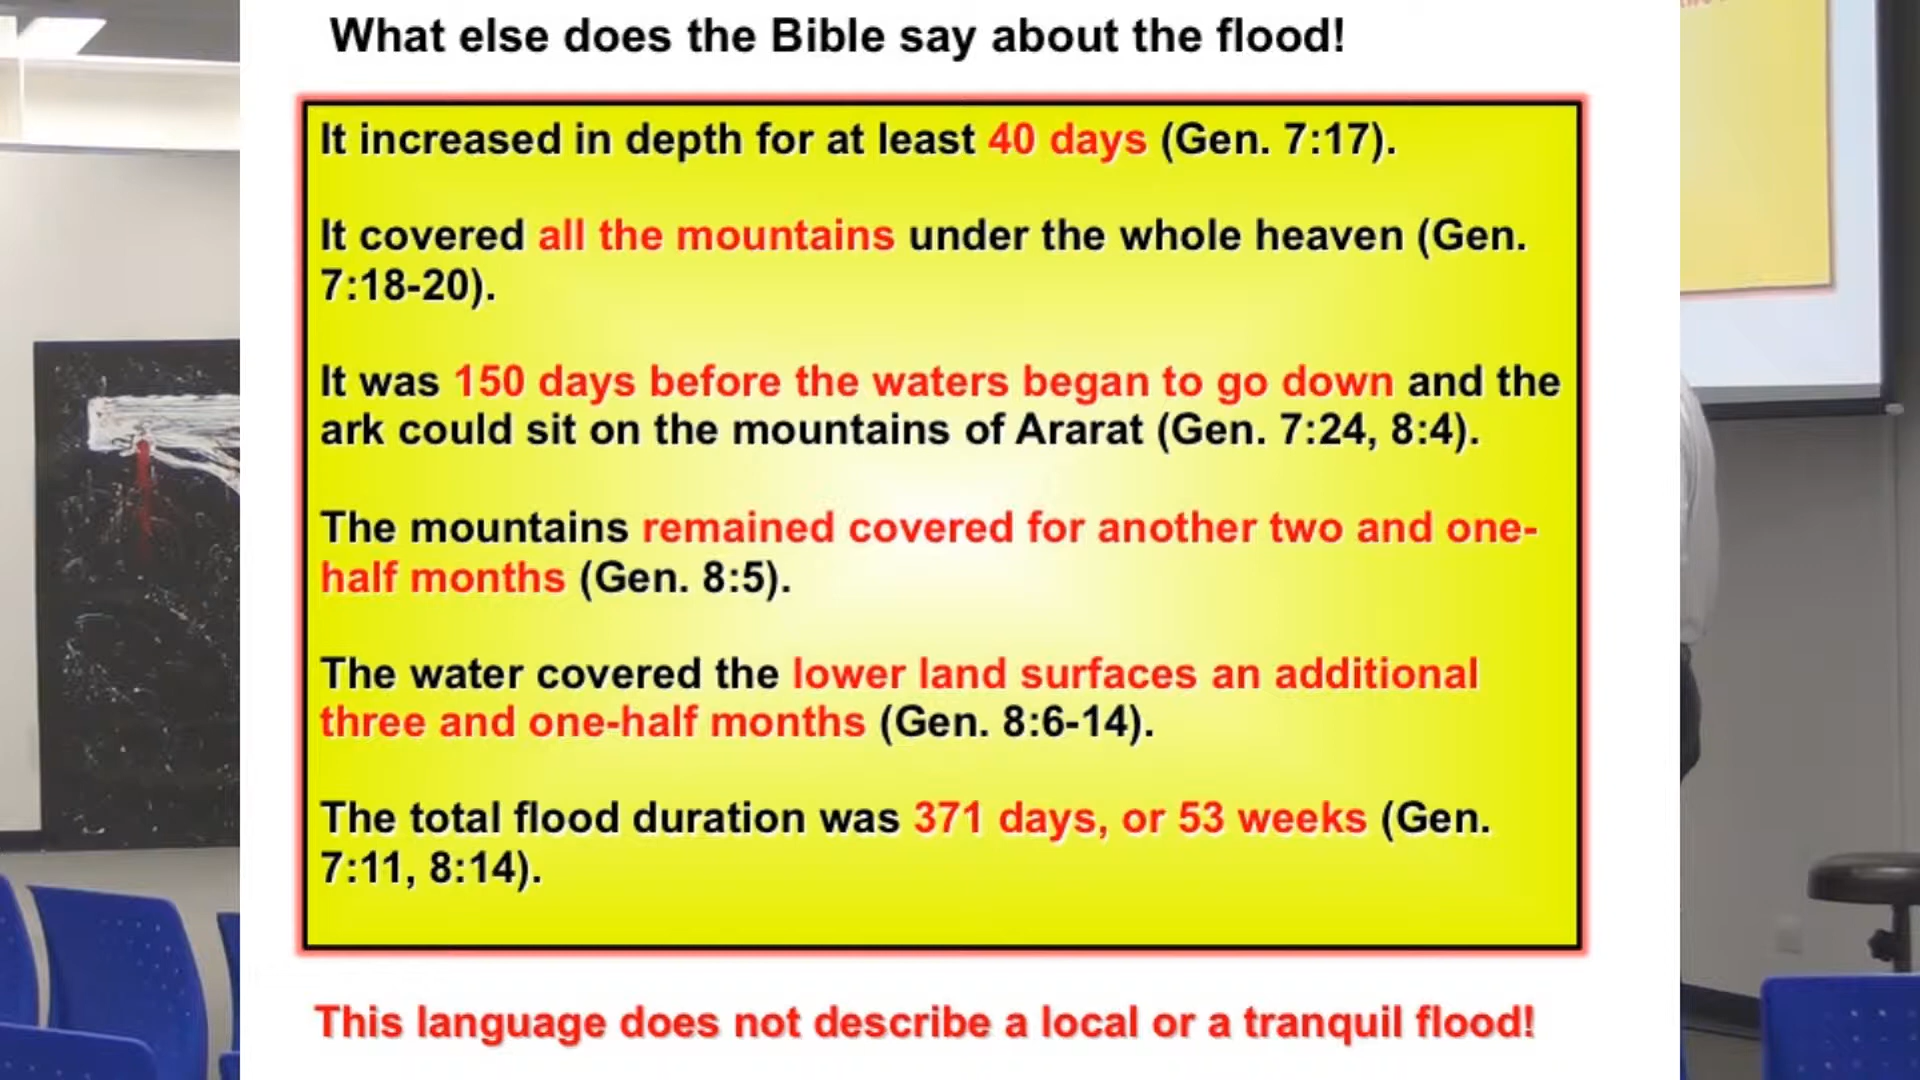 What else does the Bible say about the flood!
It increased in depth for at least 40 days (Gen. 7:17).
It covered all the mountains under the whole heaven (Gen.
7:18-20).
It was 150 days before the waters began to go down and the
ark could sit on the mountains of Ararat (Gen. 7:24, 8:4).
The mountains remained covered for another two and one-
half months (Gen. 8:5).
The water covered the lower land surfaces an additional
three and one-half months (Gen. 8:6-14).
The total flood duration was 371 days, or 53 weeks (Gen.
7:11, 8:14).
This language does not describe a local or a tranquil flood!